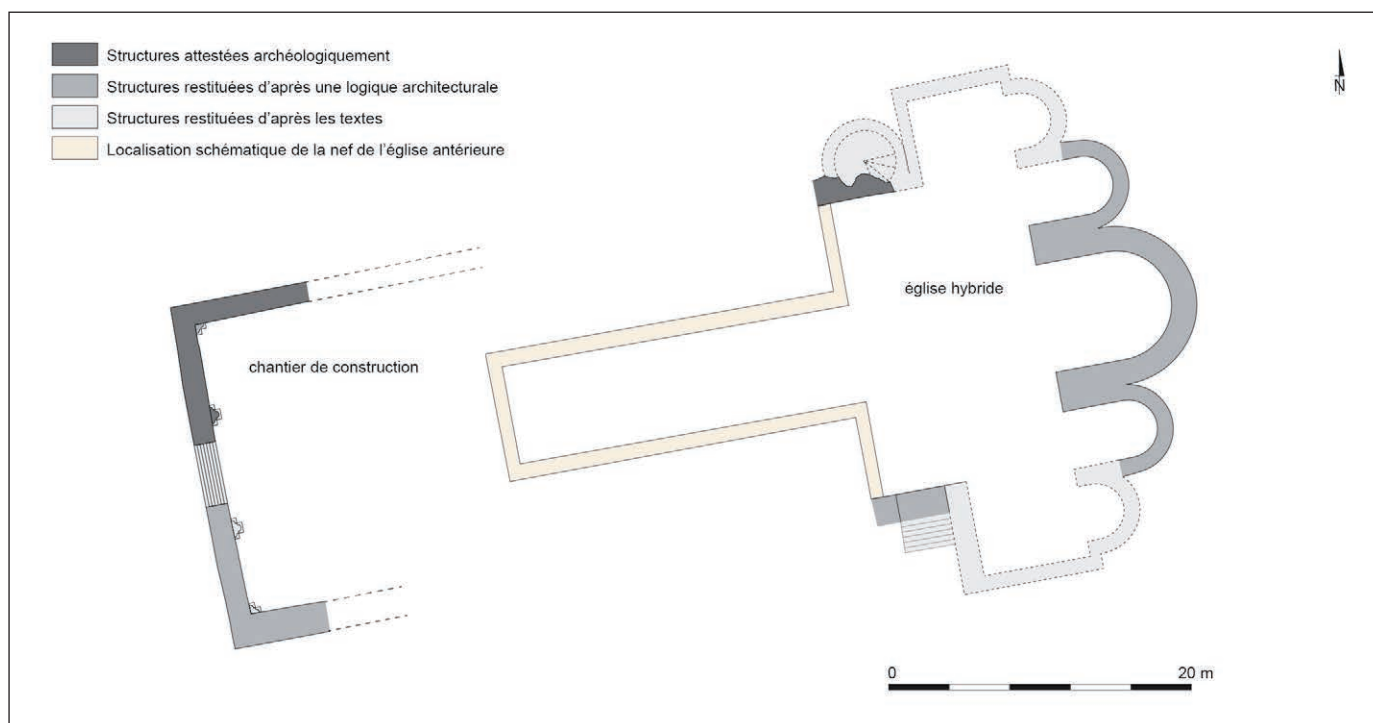 Structures attestées archéologiquement
Structures restituées d'après une logique architecturale
Structures restituées d'après les textes
Localisation schématique de la nef de l'église antérieure
N
église hybride
chantier de construction
0 20 m